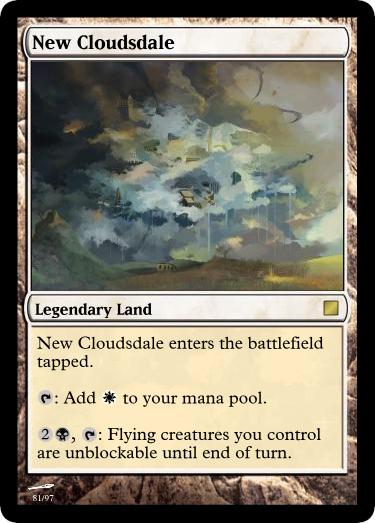 New Cloudsdale
Legendary Land
New Cloudsdale enters the battlefield
tapped.
: Add to your mana pool.
2 , : Flying creatures you control
are unblockable until end of turn.
81/97